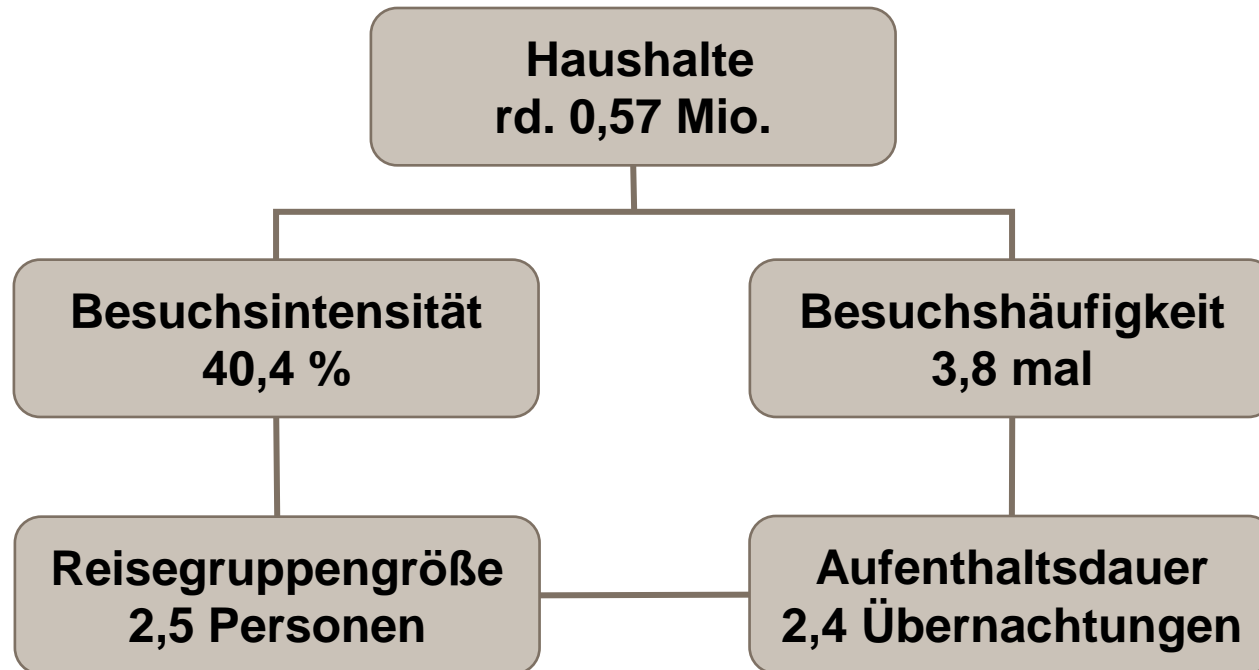 Haushalte
rd. 0,57 Mio.
Besuchsintensität
40,4 %
Besuchshäufigkeit
3,8 mal
Reisegruppengröße
2,5 Personen
Aufenthaltsdauer
2,4 Übernachtungen